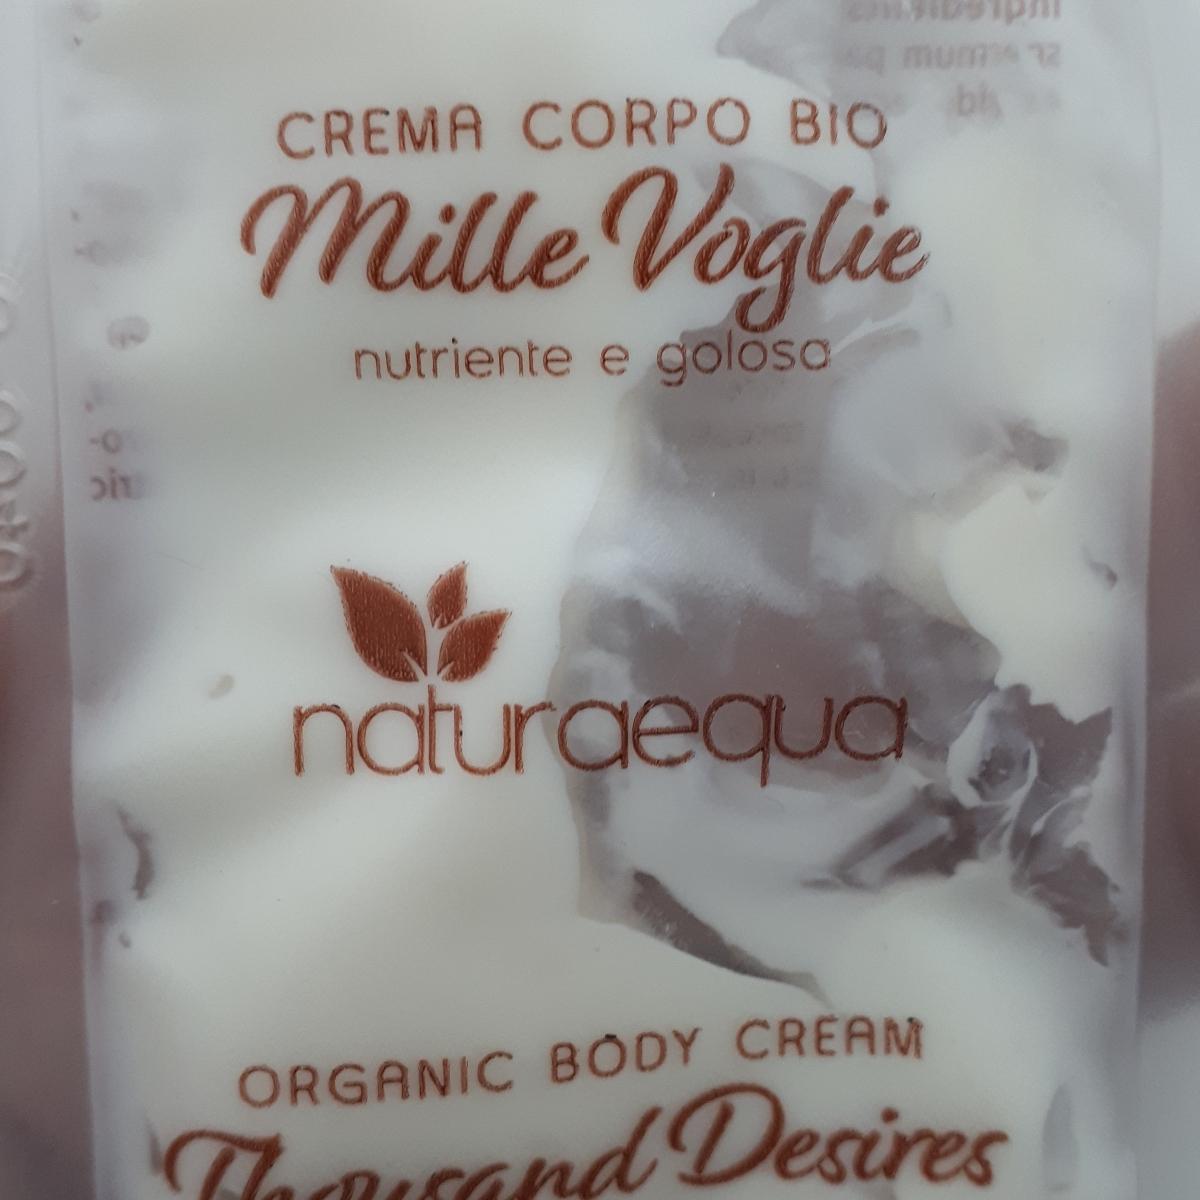 CREMA CORPO BIO
Mille Voglie
nutriente e golosa
naturaequa
ORGANIC BODY CREAM
Thousand Desires